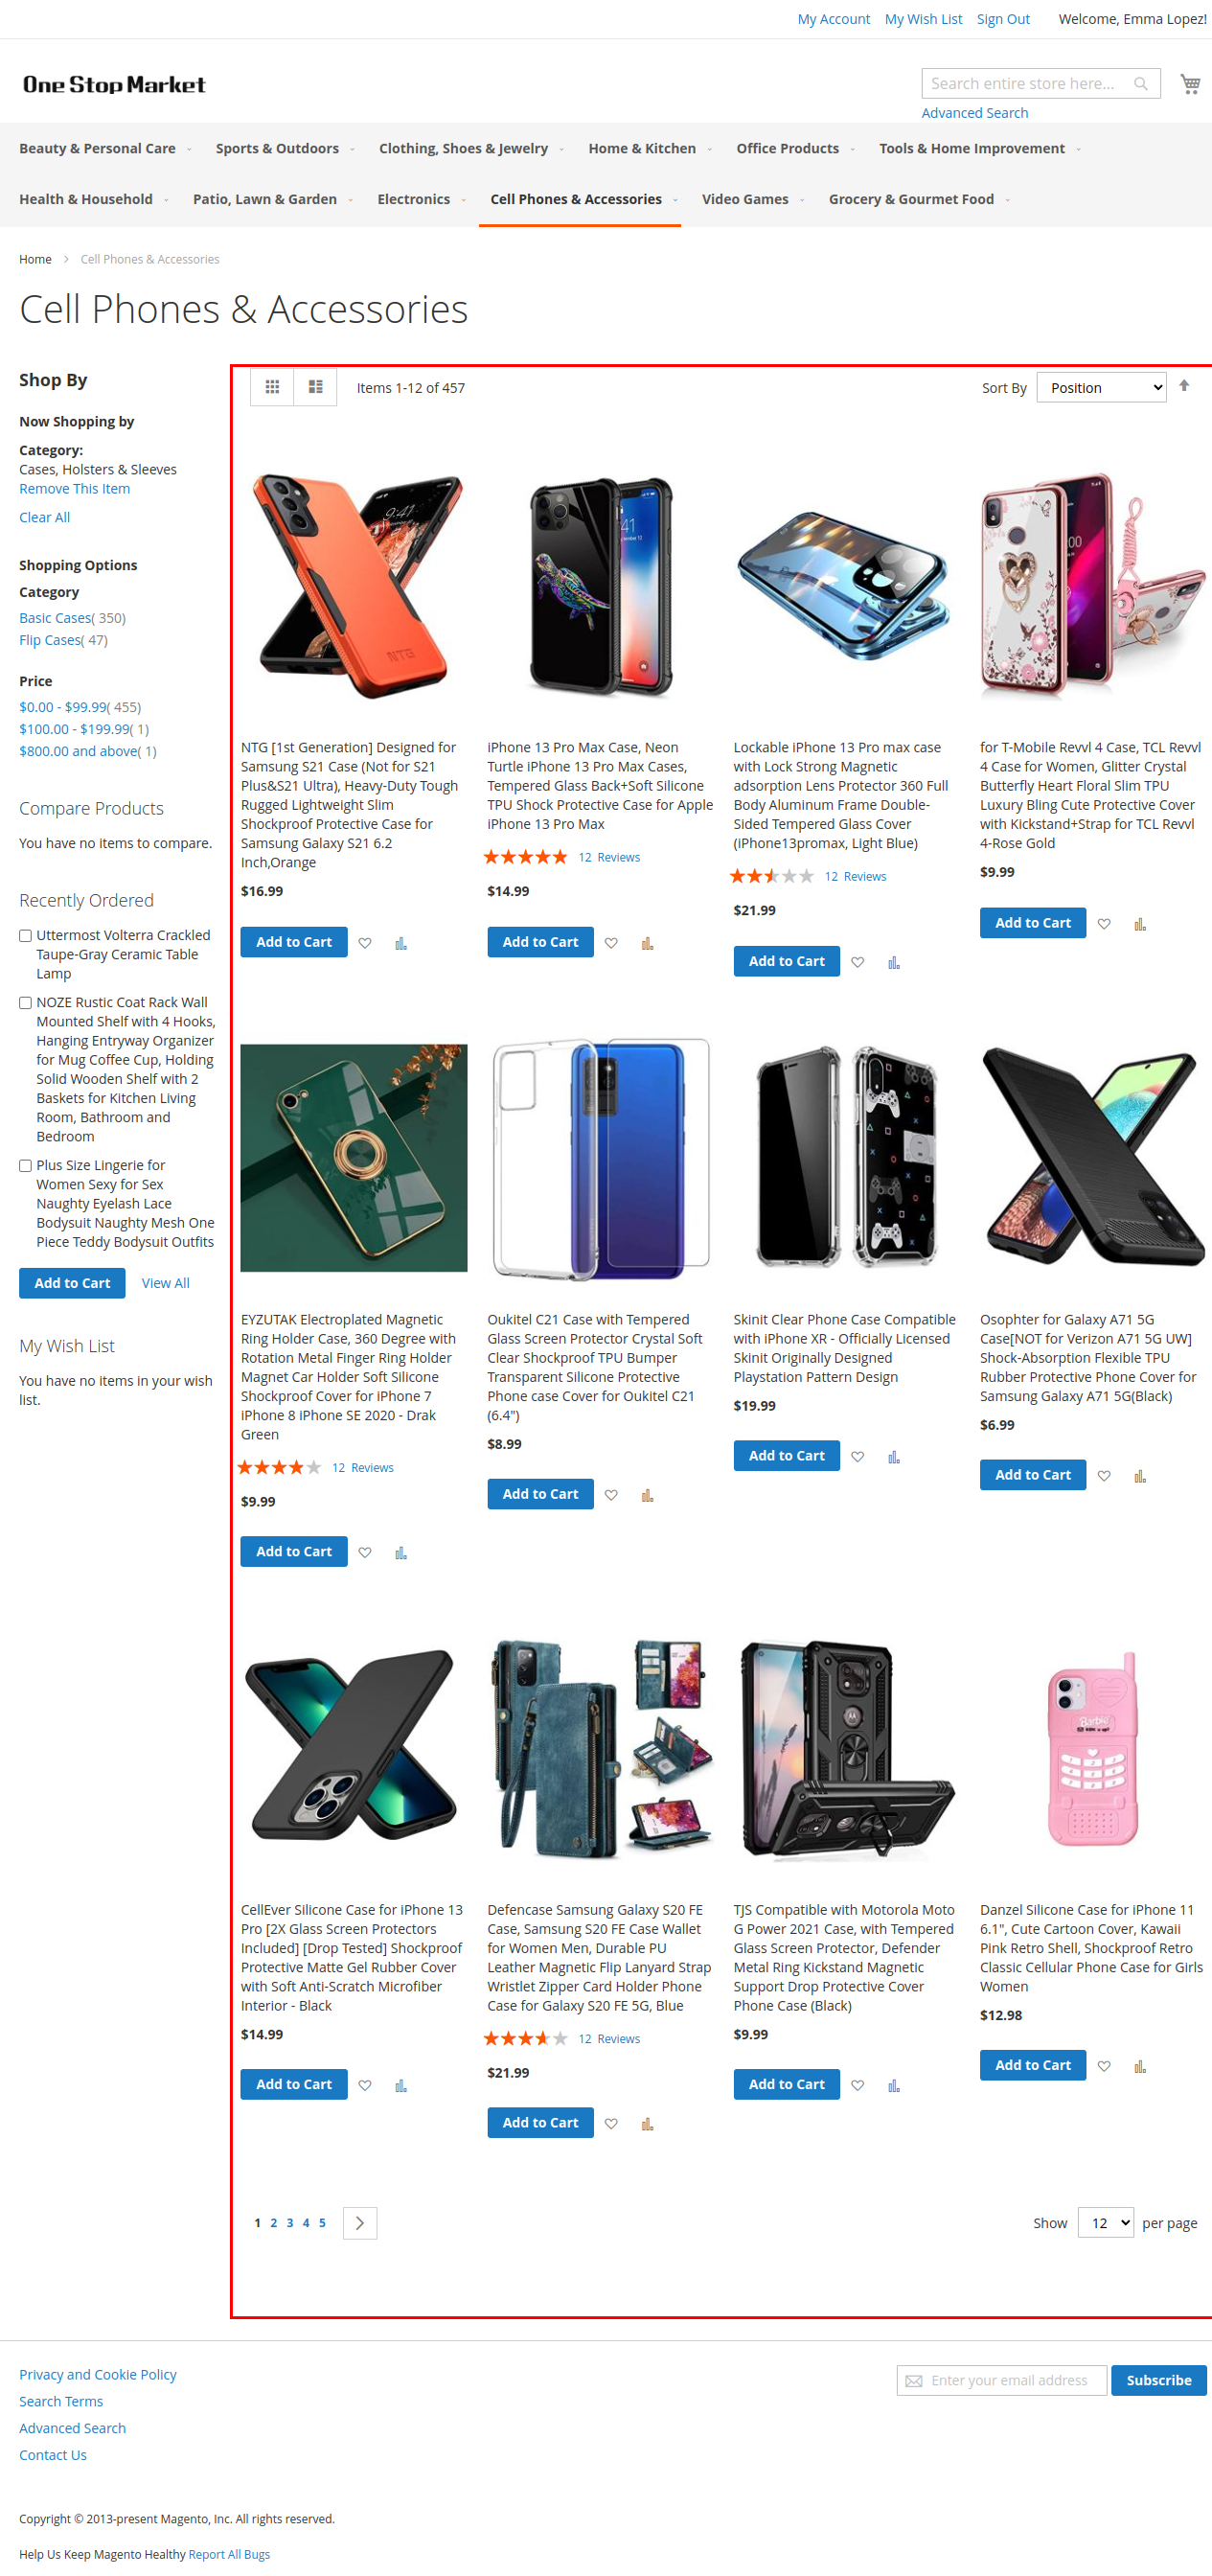 My Account My Wish List Sign Out Welcome, Emma Lopez!
One Stop Market
Search entire store here...
Advanced Search
Beauty & Personal Care Sports & Outdoors Clothing, Shoes & Jewelry Home & Kitchen Office Products Tools & Home Improvement
Health & Household Patio, Lawn & Garden Electronics Cell Phones & Accessories Video Games Grocery & Gourmet Food
Home Cell Phones & Accessories
Cell Phones & Accessories
Shop By
Now Shopping by
Category:
Cases, Holsters & Sleeves
Remove This Item
Clear All
Shopping Options
Category
Basic Cases( 350)
Flip Cases( 47)
Price
$0.00 - $99.99( 455)
$100.00 - $199.99( 1)
$800.00 and above( 1)
Compare Products
You have no items to compare.
Recently Ordered
Uttermost Volterra Crackled
Taupe-Gray Ceramic Table
Lamp
NOZE Rustic Coat Rack Wall
Mounted Shelf with 4 Hooks,
Hanging Entryway Organizer
for Mug Coffee Cup, Holding
Solid Wooden Shelf with 2
Baskets for Kitchen Living
Room, Bathroom and
Bedroom
Plus Size Lingerie for
Women Sexy for Sex
Naughty Eyelash Lace
Bodysuit Naughty Mesh One
Piece Teddy Bodysuit Outfits
Add to Cart View All
My Wish List
You have no items in your wish
list.
Items 1-12 of 457
Sort By Position
9:41
NTG
NTG [1st Generation] Designed for
Samsung S21 Case (Not for S21
Plus&S21 Ultra), Heavy-Duty Tough
Rugged Lightweight Slim
Shockproof Protective Case for
Samsung Galaxy S21 6.2
Inch,Orange
$16.99
Add to Cart
iPhone 13 Pro Max Case, Neon
Turtle iPhone 13 Pro Max Cases,
Tempered Glass Back+Soft Silicone
TPU Shock Protective Case for Apple
iPhone 13 Pro Max
12 Reviews
$14.99
Add to Cart
Lockable iPhone 13 Pro max case
with Lock Strong Magnetic
adsorption Lens Protector 360 Full
Body Aluminum Frame Double-
Sided Tempered Glass Cover
(iPhone13promax, Light Blue)
12 Reviews
$21.99
Add to Cart
for T-Mobile Revvl 4 Case, TCL Revvl
4 Case for Women, Glitter Crystal
Butterfly Heart Floral Slim TPU
Luxury Bling Cute Protective Cover
with Kickstand+Strap for TCL Revvl
4-Rose Gold
$9.99
Add to Cart
EYZUTAK Electroplated Magnetic
Ring Holder Case, 360 Degree with
Rotation Metal Finger Ring Holder
Magnet Car Holder Soft Silicone
Shockproof Cover for iPhone 7
iPhone 8 iPhone SE 2020 - Drak
Green
12 Reviews
$9.99
Add to Cart
Oukitel C21 Case with Tempered
Glass Screen Protector Crystal Soft
Clear Shockproof TPU Bumper
Transparent Silicone Protective
Phone case Cover for Oukitel C21
(6.4")
$8.99
Add to Cart
Skinit Clear Phone Case Compatible
with iPhone XR - Officially Licensed
Skinit Originally Designed
Playstation Pattern Design
$19.99
Add to Cart
Osophter for Galaxy A71 5G
Case[NOT for Verizon A71 5G UW]
Shock-Absorption Flexible TPU
Rubber Protective Phone Cover for
Samsung Galaxy A71 5G(Black)
$6.99
Add to Cart
CellEver Silicone Case for iPhone 13
Pro [2X Glass Screen Protectors
Included] [Drop Tested] Shockproof
Protective Matte Gel Rubber Cover
with Soft Anti-Scratch Microfiber
Interior - Black
$14.99
Add to Cart
Defencase Samsung Galaxy S20 FE
Case, Samsung S20 FE Case Wallet
for Women Men, Durable PU
Leather Magnetic Flip Lanyard Strap
Wristlet Zipper Card Holder Phone
Case for Galaxy S20 FE 5G, Blue
12 Reviews
$21.99
Add to Cart
TJS Compatible with Motorola Moto
G Power 2021 Case, with Tempered
Glass Screen Protector, Defender
Metal Ring Kickstand Magnetic
Support Drop Protective Cover
Phone Case (Black)
$9.99
Add to Cart
Barbie
Danzel Silicone Case for iPhone 11
6.1", Cute Cartoon Cover, Kawaii
Pink Retro Shell, Shockproof Retro
Classic Cellular Phone Case for Girls
Women
$12.98
Add to Cart
1 2 3 4 5
Show 12 per page
Privacy and Cookie Policy
Search Terms
Advanced Search
Contact Us
Enter your email address Subscribe
Copyright © 2013-present Magento, Inc. All rights reserved.
Help Us Keep Magento Healthy Report All Bugs